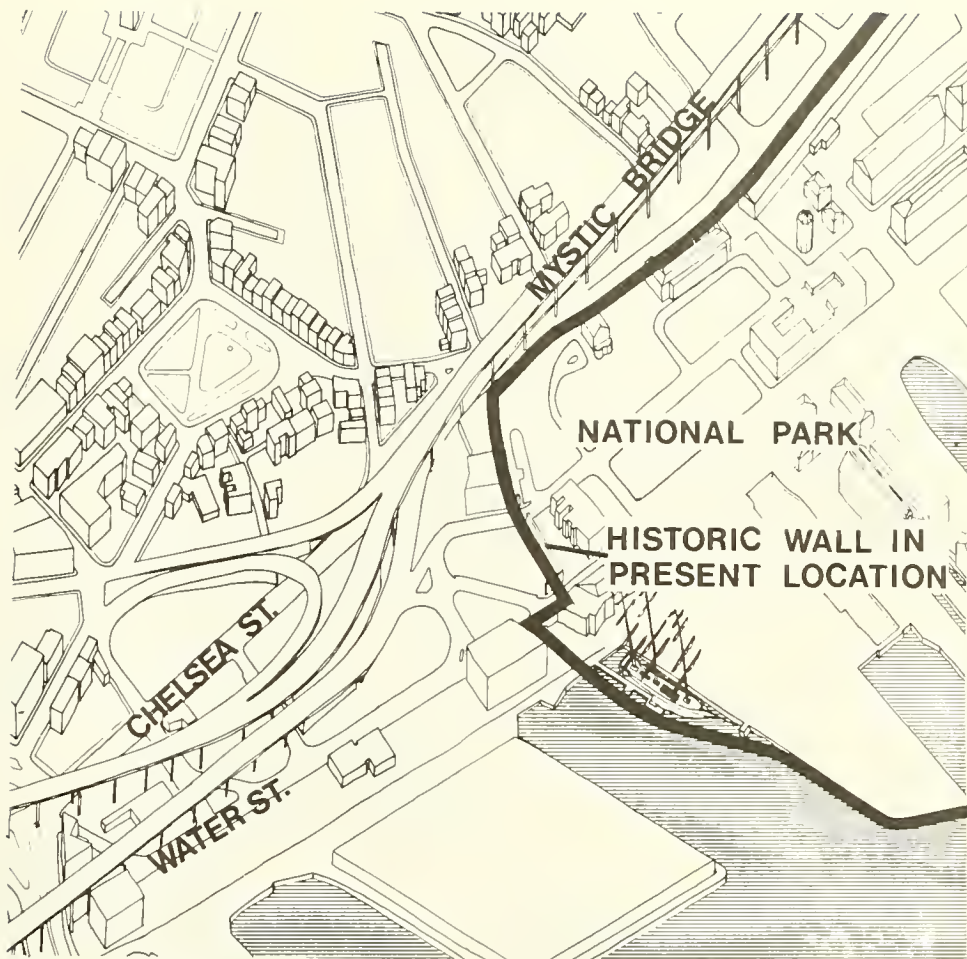 MYSTIC BRIDGE
NATIONAL PARK
HISTORIC WALL IN
PRESENT LOCATION
CHELSEA ST.
WATER ST.